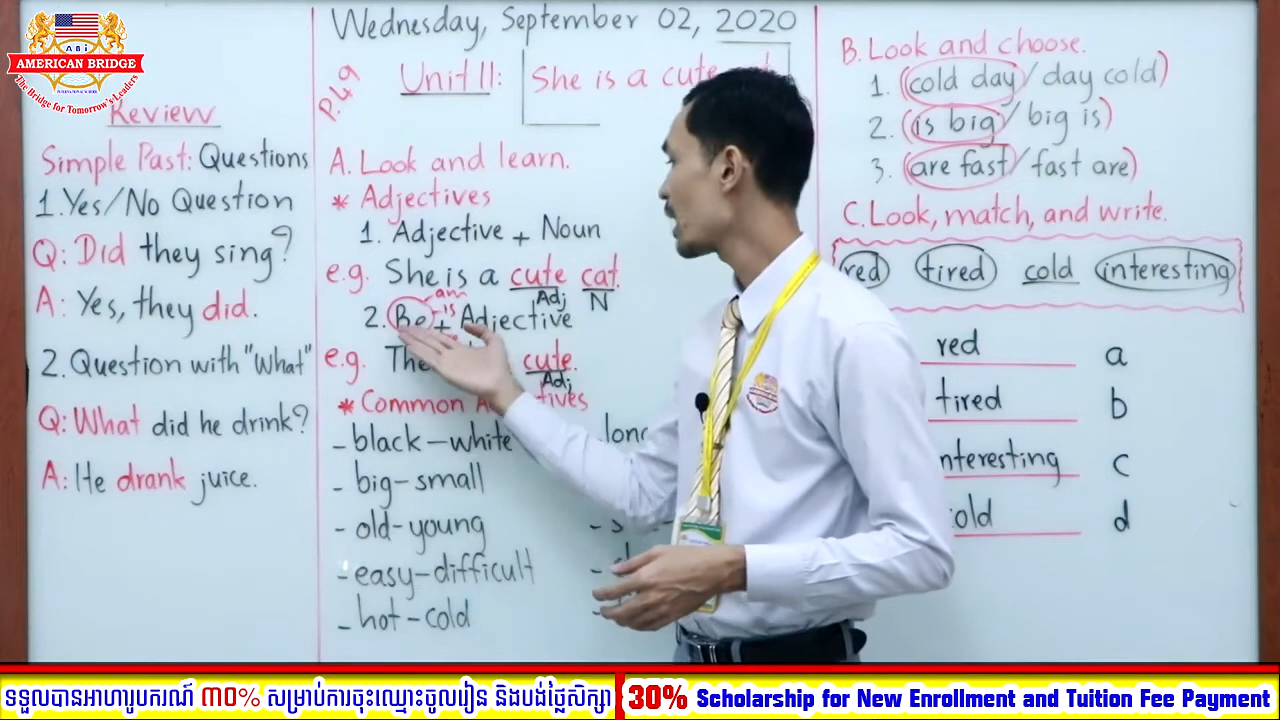 ABi
AMERICAN BRIDGE
The Bridge for Tomorrow's Leaders
INTERNATIONAL SCHOOL
Review
Simple Past: Questions
1. Yes/No Question
Q: Did they sing?
A: Yes, they did.
2. Question with "What"
Q: What did he drink?
A: He drank juice.
Wednesday, September 02, 2020
P.49
Unit 11: She is a cute
A. Look and learn.
* Adjectives
1. Adjective + Noun
e.g. She is a cute cat.
Adj N
am
is
2. Be + Adjective
e.g. cute.
Adj
* Common
- black-white
- big-small
- old-young
- easy-difficult
- hot-cold
B. Look and choose.
1. (cold day/day cold)
2. (is big/big is)
3. (are fast/fast are)
C. Look, match, and write.
red tired cold interesting
red a
tired b
nteresting c
old d
ទទួលបានអាហារូបករណ៍ ៣០% សម្រាប់ការចុះឈ្មោះចូលរៀន និងបង់ថ្លៃសិក្សា
30% Scholarship for New Enrollment and Tuition Fee Payment